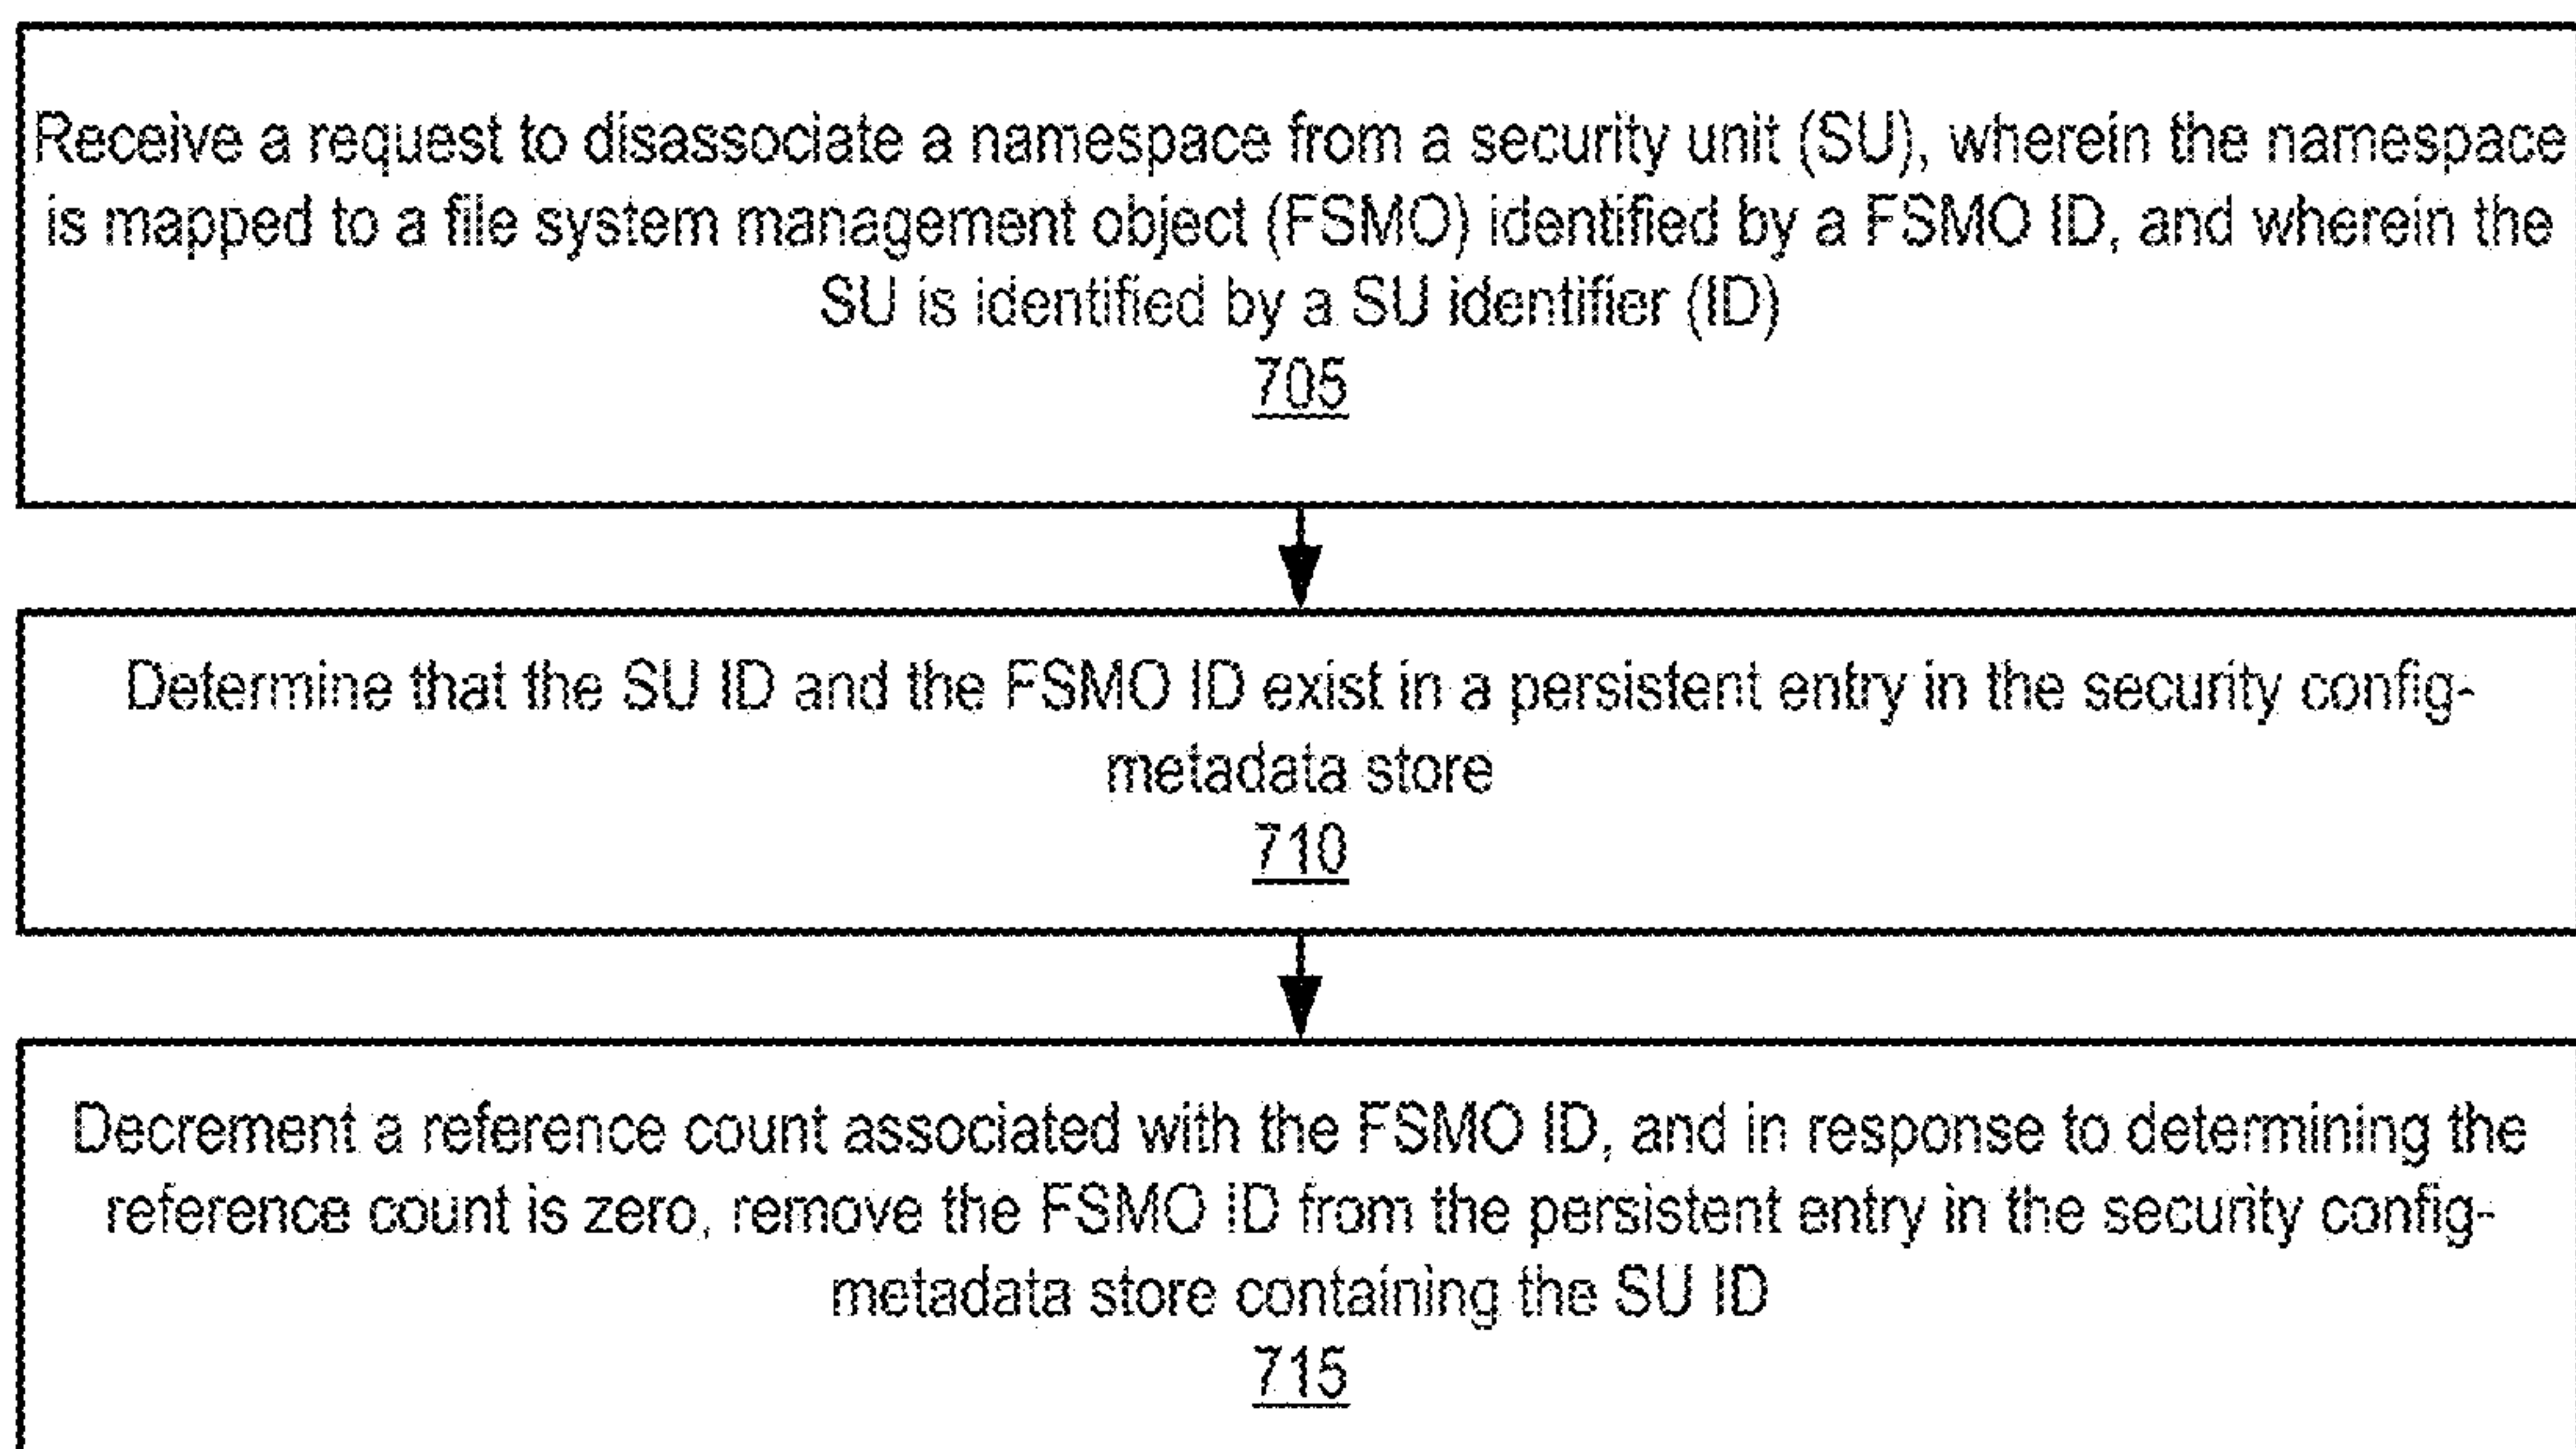 Receive a request to disassociate a namespace from a security unit (SU), wherein the namespace
is mapped to a file system management object (FSMO) identified by a FSMO ID, and wherein the
SU is identified by a SU identifier (ID)
705
Determine that the SU ID and the FSMO ID exist in a persistent entry in the security config-
metadata store
710
Decrement a reference count associated with the FSMO ID, and in response to determining the
reference count is zero, remove the FSMO ID from the persistent entry in the security config-
metadata store containing the SU ID
715